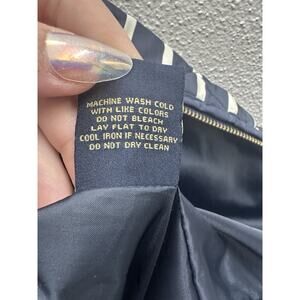 MACHINE WASH COLD
WITH LIKE COLORS
DO NOT BLEACH
LAY FLAT TO DRY
COOL IRON IF NECESSARY
DO NOT DRY CLEAN